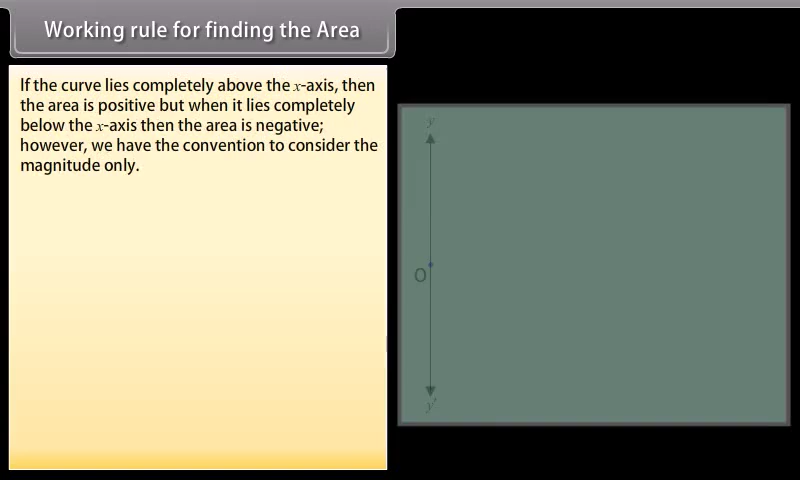 Working rule for finding the Area
If the curve lies completely above the x-axis, then
the area is positive but when it lies completely
below the x-axis then the area is negative;
however, we have the convention to consider the
magnitude only.
y
O
y'